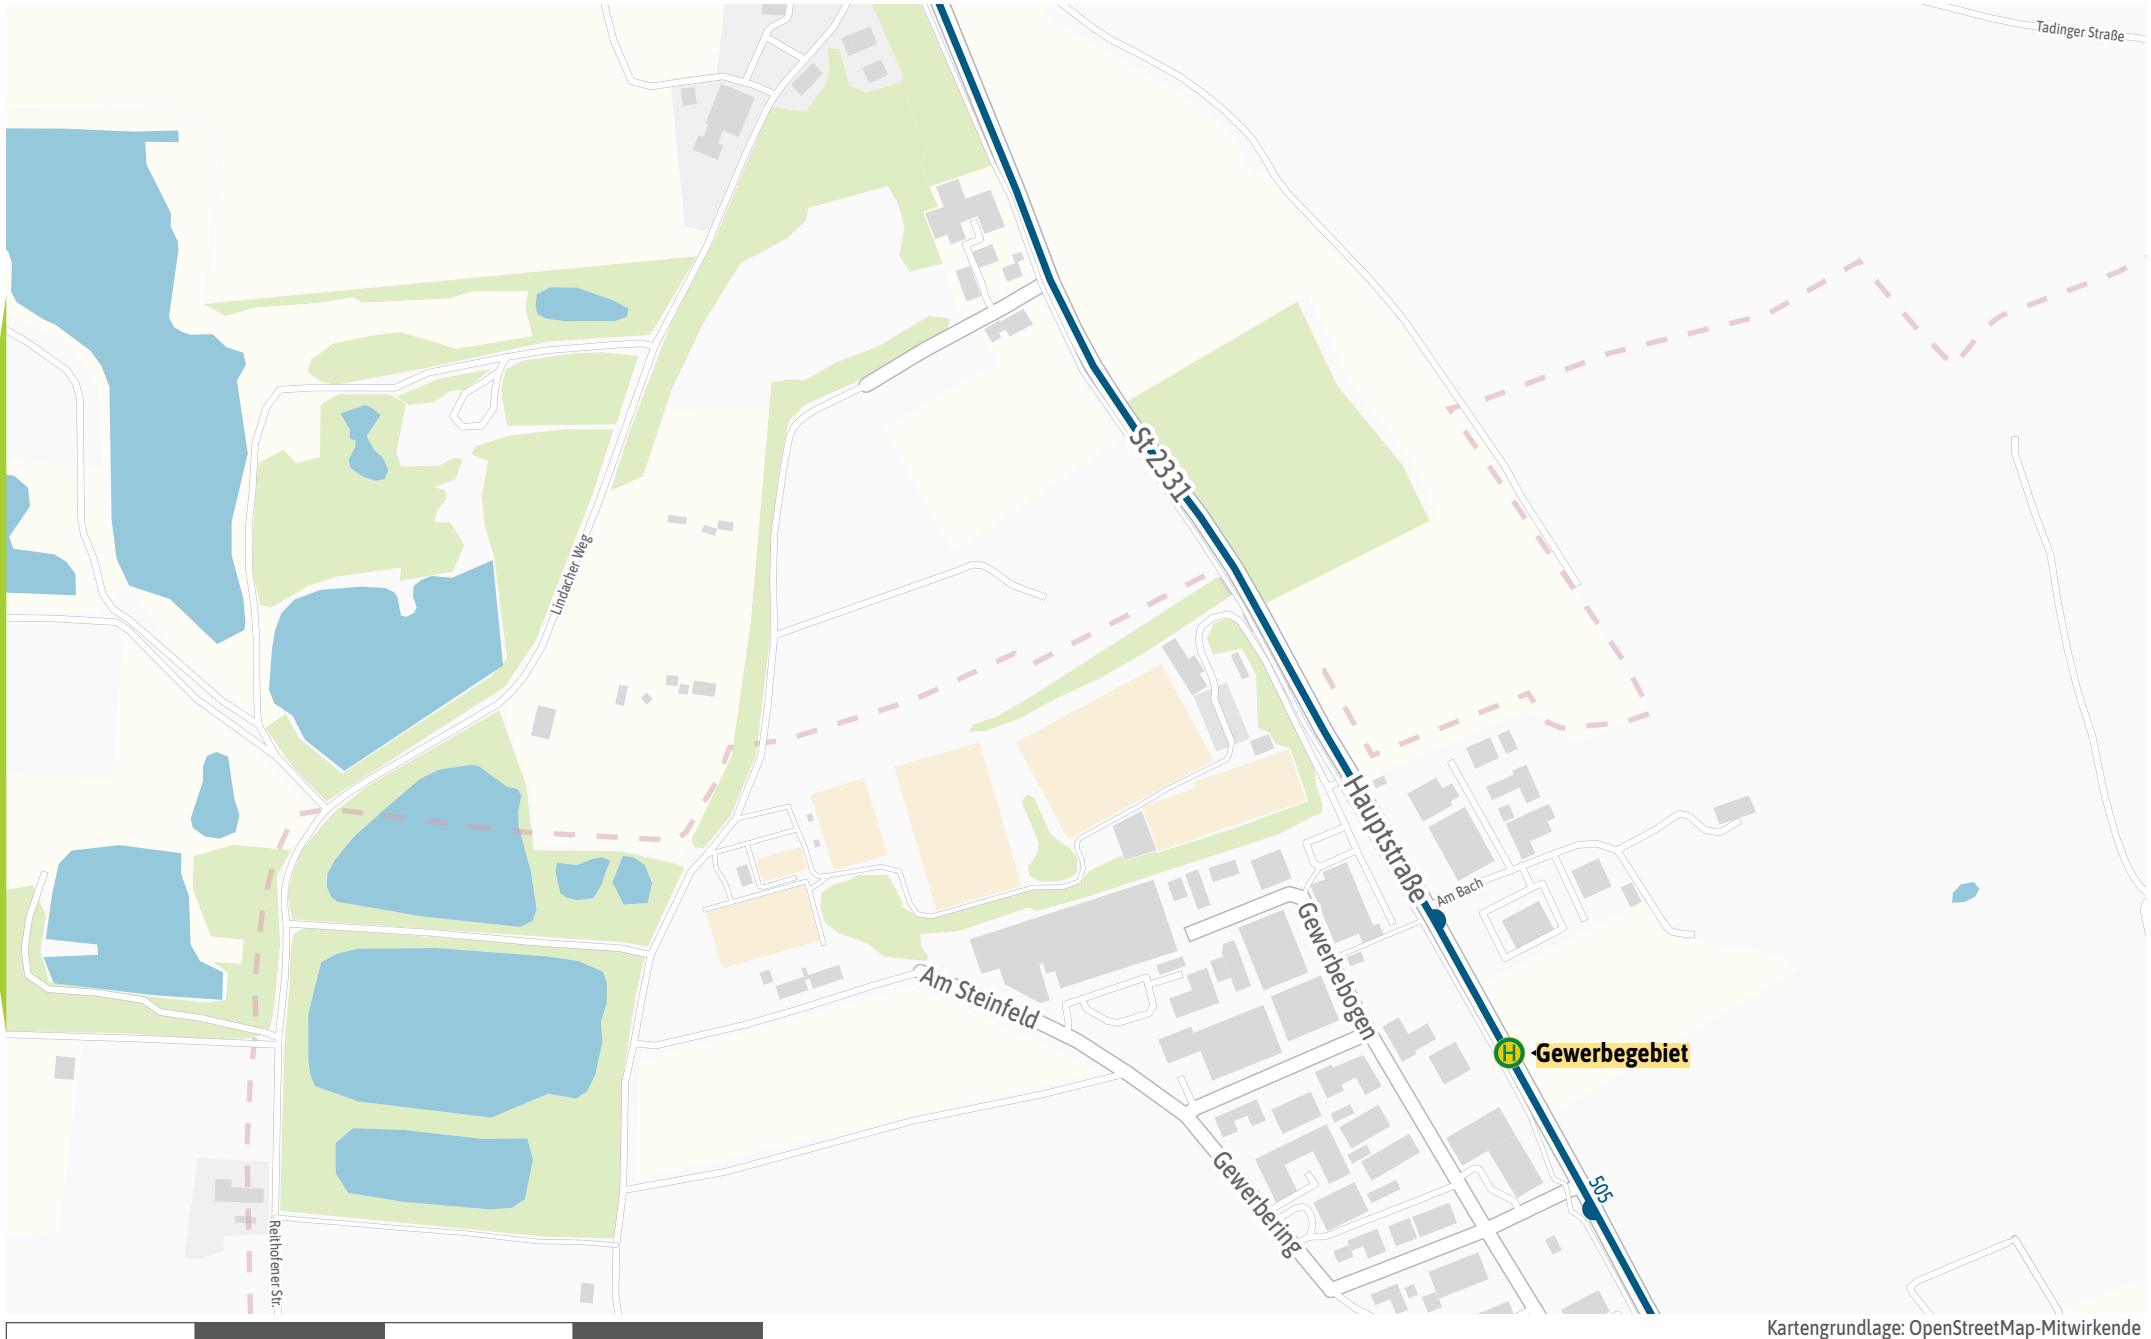 Tadinger Straße
St 2331
Lindacher Weg
Hauptstraße
Am Bach
Gewerbebogen
Am Steinfeld
H
Gewerbegebiet
Gewerbering
505
Reithofener Str.
Kartengrundlage: OpenStreetMap-Mitwirkende